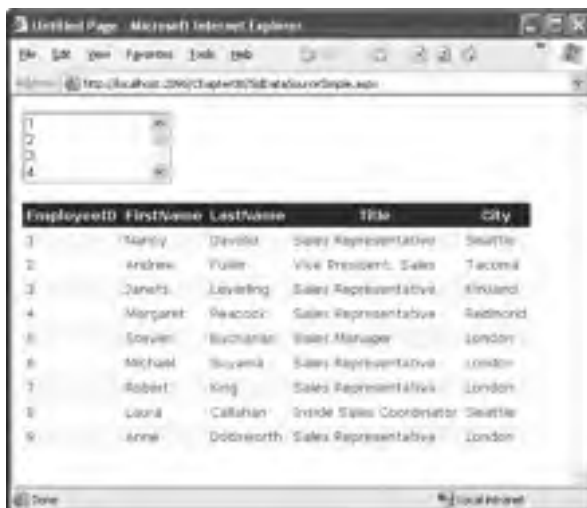 Untitled Page - Microsoft Internet Explorer
File Edit View Favorites Tools Help
1
2
3
4
EmployeeID FirstName LastName Title City
1 Nancy Davolio Sales Representative Seattle
2 Andrew Fuller Vice President, Sales Tacoma
3 Janet Leverling Sales Representative Kirkland
4 Margaret Peacock Sales Representative Redmond
5 Steven Buchanan Sales Manager London
6 Michael Suyama Sales Representative London
7 Robert King Sales Representative London
8 Laura Callahan Inside Sales Coordinator Seattle
9 Anne Dodsworth Sales Representative London
Done Local intranet